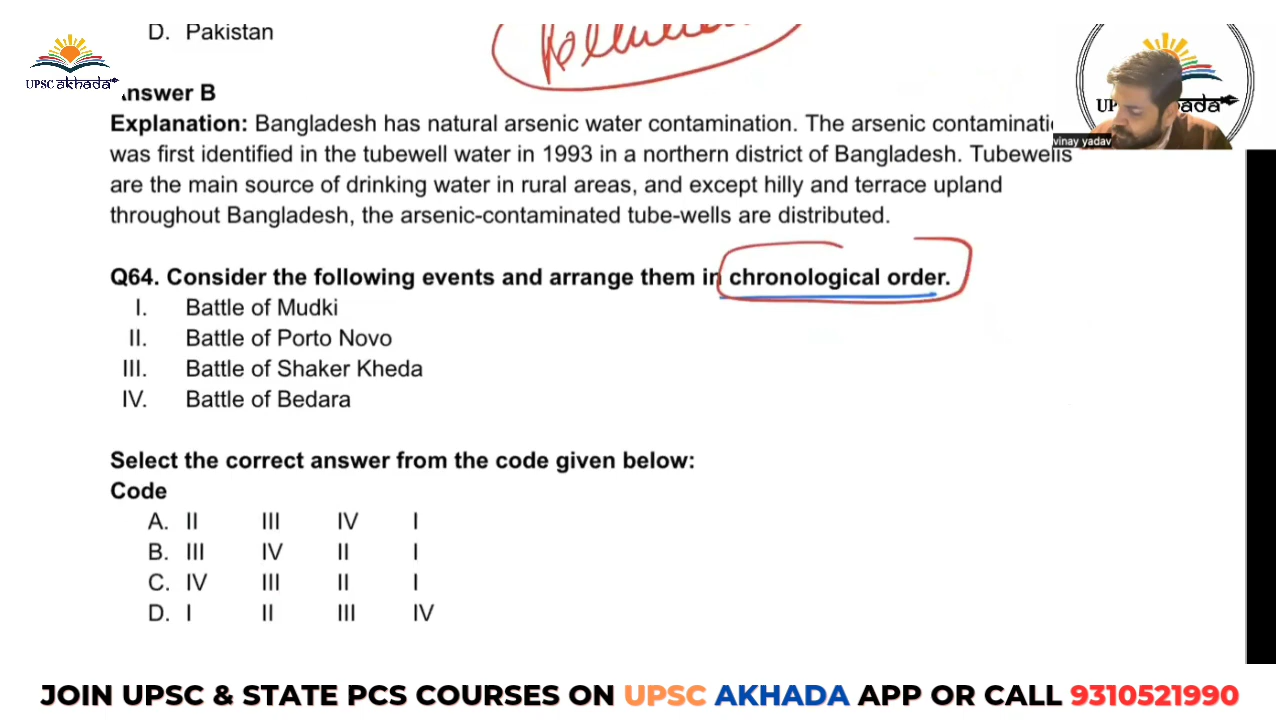 D. Pakistan
UPSC akhada
nswer B
Explanation: Bangladesh has natural arsenic water contamination. The arsenic contaminati
was first identified in the tubewell water in 1993 in a northern district of Bangladesh. Tubewells
are the main source of drinking water in rural areas, and except hilly and terrace upland
throughout Bangladesh, the arsenic-contaminated tube-wells are distributed.
UP hada
vinay yadav
Q64. Consider the following events and arrange them in chronological order.
I. Battle of Mudki
II. Battle of Porto Novo
III. Battle of Shaker Kheda
IV. Battle of Bedara
Select the correct answer from the code given below:
Code
A. II III IV I
B. III IV II I
C. IV III II I
D. I II III IV
JOIN UPSC & STATE PCS COURSES ON UPSC AKHADA APP OR CALL 9310521990